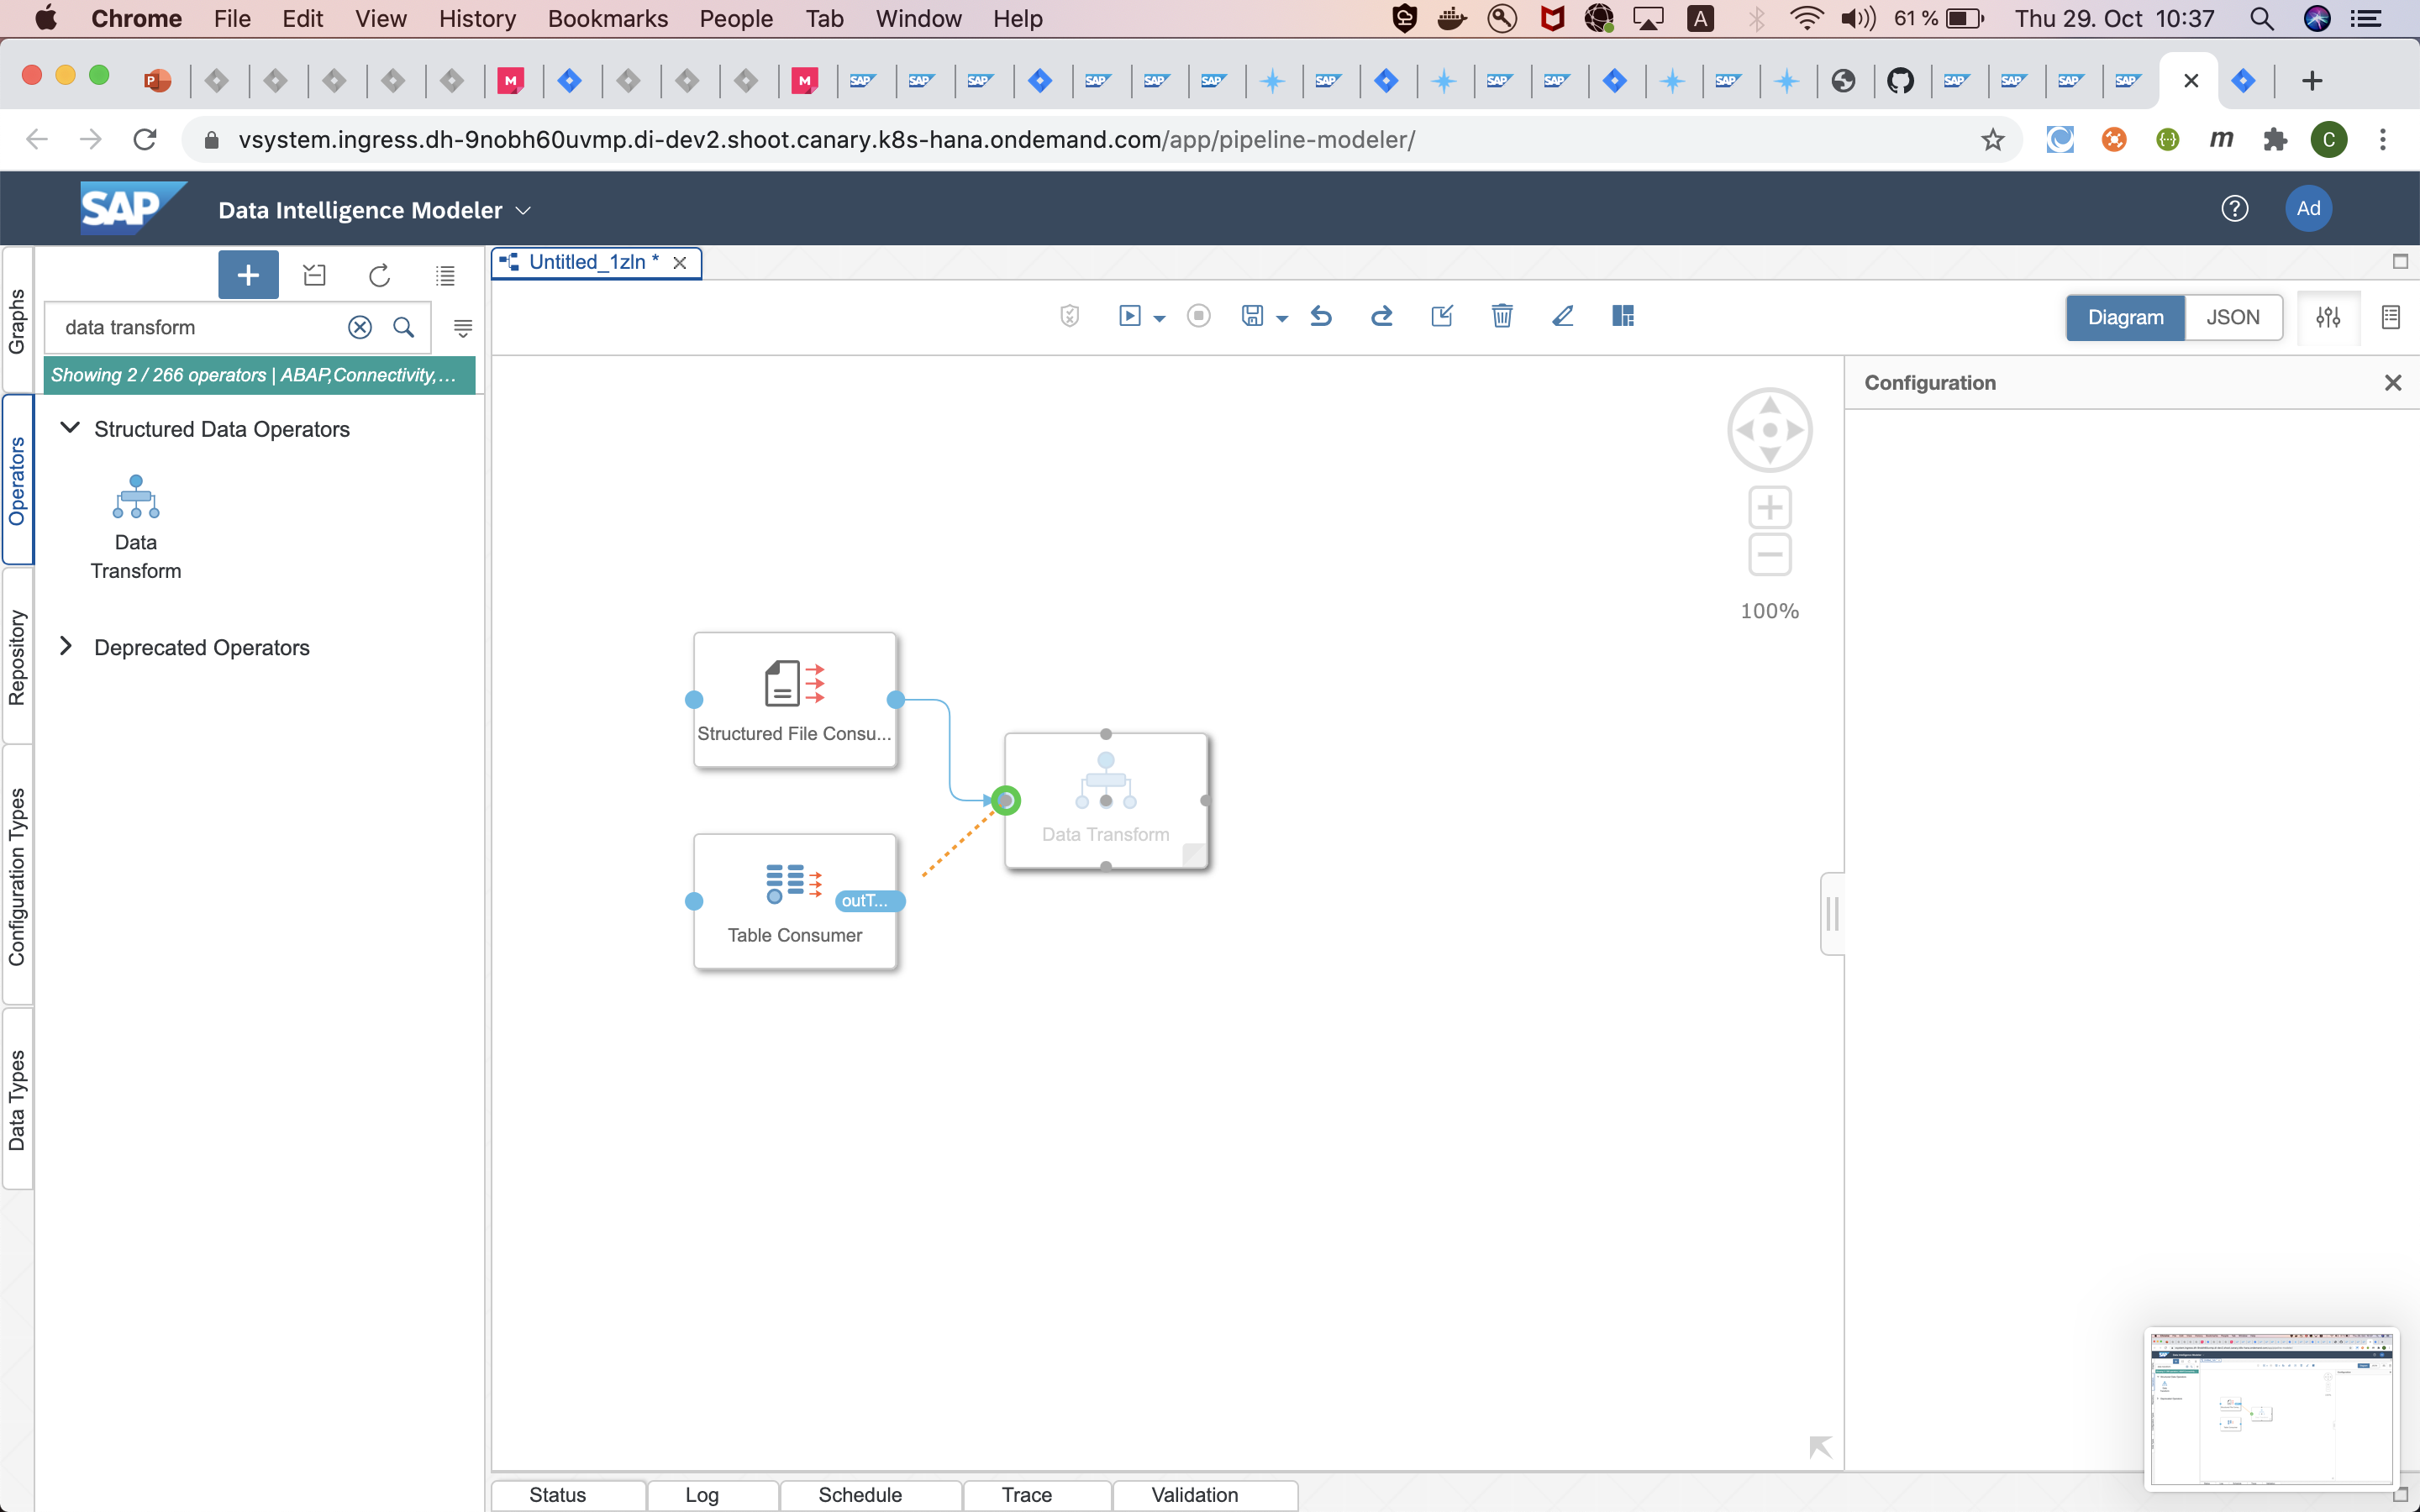 Chrome File Edit View History Bookmarks People Tab Window Help
A 61 % Thu 29. Oct 10:37
vsystem.ingress.dh-9nobh60uvmp.di-dev2.shoot.canary.k8s-hana.ondemand.com/app/pipeline-modeler/
C
SAP Data Intelligence Modeler
Ad
Graphs
Operators
Repository
Configuration Types
Data Types
data transform
Showing 2 / 266 operators | ABAP,Connectivity,...
Structured Data Operators
Data
Transform
Deprecated Operators
Untitled_1zln *
Diagram JSON
Configuration
100%
Structured File Consu...
Data Transform
outT...
Table Consumer
Status Log Schedule Trace Validation